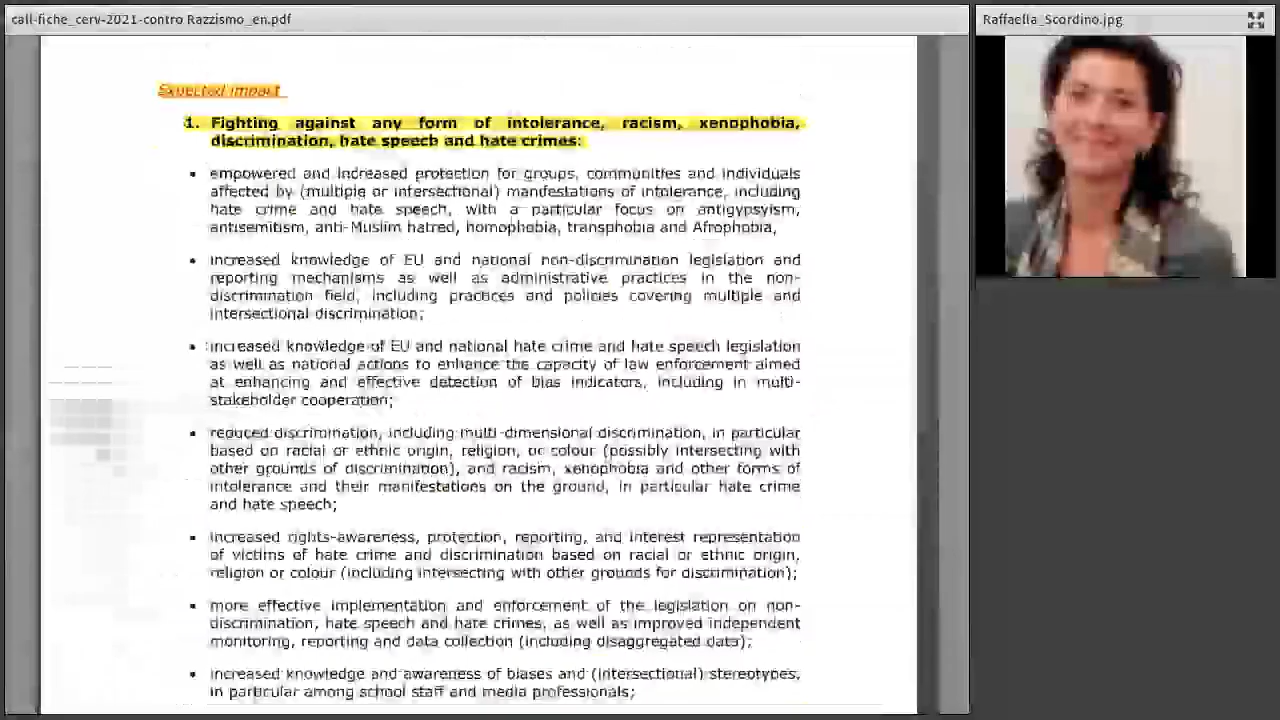 call-fiche_cerv-2021-contro Razzismo_en.pdf
Raffaella_Scordino.jpg
Expected impact
1. Fighting against any form of intolerance, racism, xenophobia,
discrimination, hate speech and hate crimes:
• empowered and increased protection for groups, communities and individuals
affected by (multiple or intersectional) manifestations of intolerance, including
hate crime and hate speech, with a particular focus on antigypsyism,
antisemitism, anti-Muslim hatred, homophobia, transphobia and Afrophobia,
• increased knowledge of EU and national non-discrimination legislation and
reporting mechanisms as well as administrative practices in the non-
discrimination field, including practices and policies covering multiple and
intersectional discrimination;
• increased knowledge of EU and national hate crime and hate speech legislation
as well as national actions to enhance the capacity of law enforcement aimed
at enhancing and effective detection of bias indicators, including in multi-
stakeholder cooperation;
• reduced discrimination, including multi-dimensional discrimination, in particular
based on racial or ethnic origin, religion, or colour (possibly intersecting with
other grounds of discrimination), and racism, xenophobia and other forms of
intolerance and their manifestations on the ground, in particular hate crime
and hate speech;
• increased rights-awareness, protection, reporting, and interest representation
of victims of hate crime and discrimination based on racial or ethnic origin,
religion or colour (including intersecting with other grounds for discrimination);
• more effective implementation and enforcement of the legislation on non-
discrimination, hate speech and hate crimes, as well as improved independent
monitoring, reporting and data collection (including disaggregated data);
• increased knowledge and awareness of biases and (intersectional) stereotypes,
in particular among school staff and media professionals;